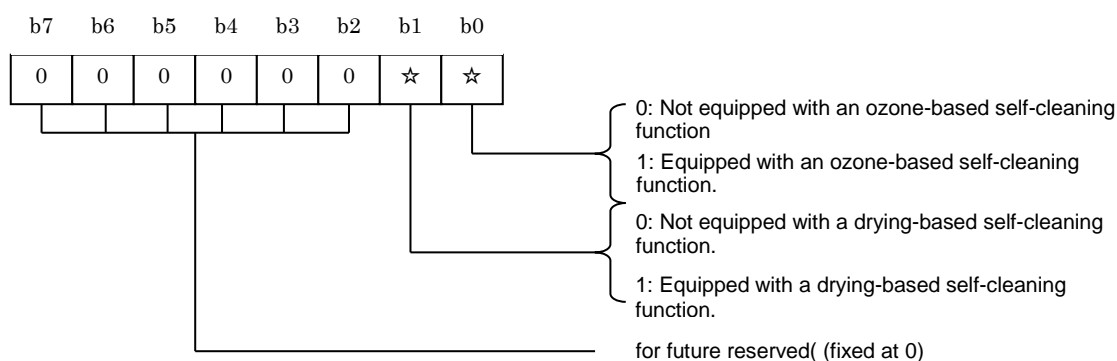 b7 b6 b5 b4 b3 b2 b1 b0
0 0 0 0 0 0 ☆ ☆
0: Not equipped with an ozone-based self-cleaning
function
1: Equipped with an ozone-based self-cleaning
function.
0: Not equipped with a drying-based self-cleaning
function.
1: Equipped with a drying-based self-cleaning
function.
for future reserved( (fixed at 0)